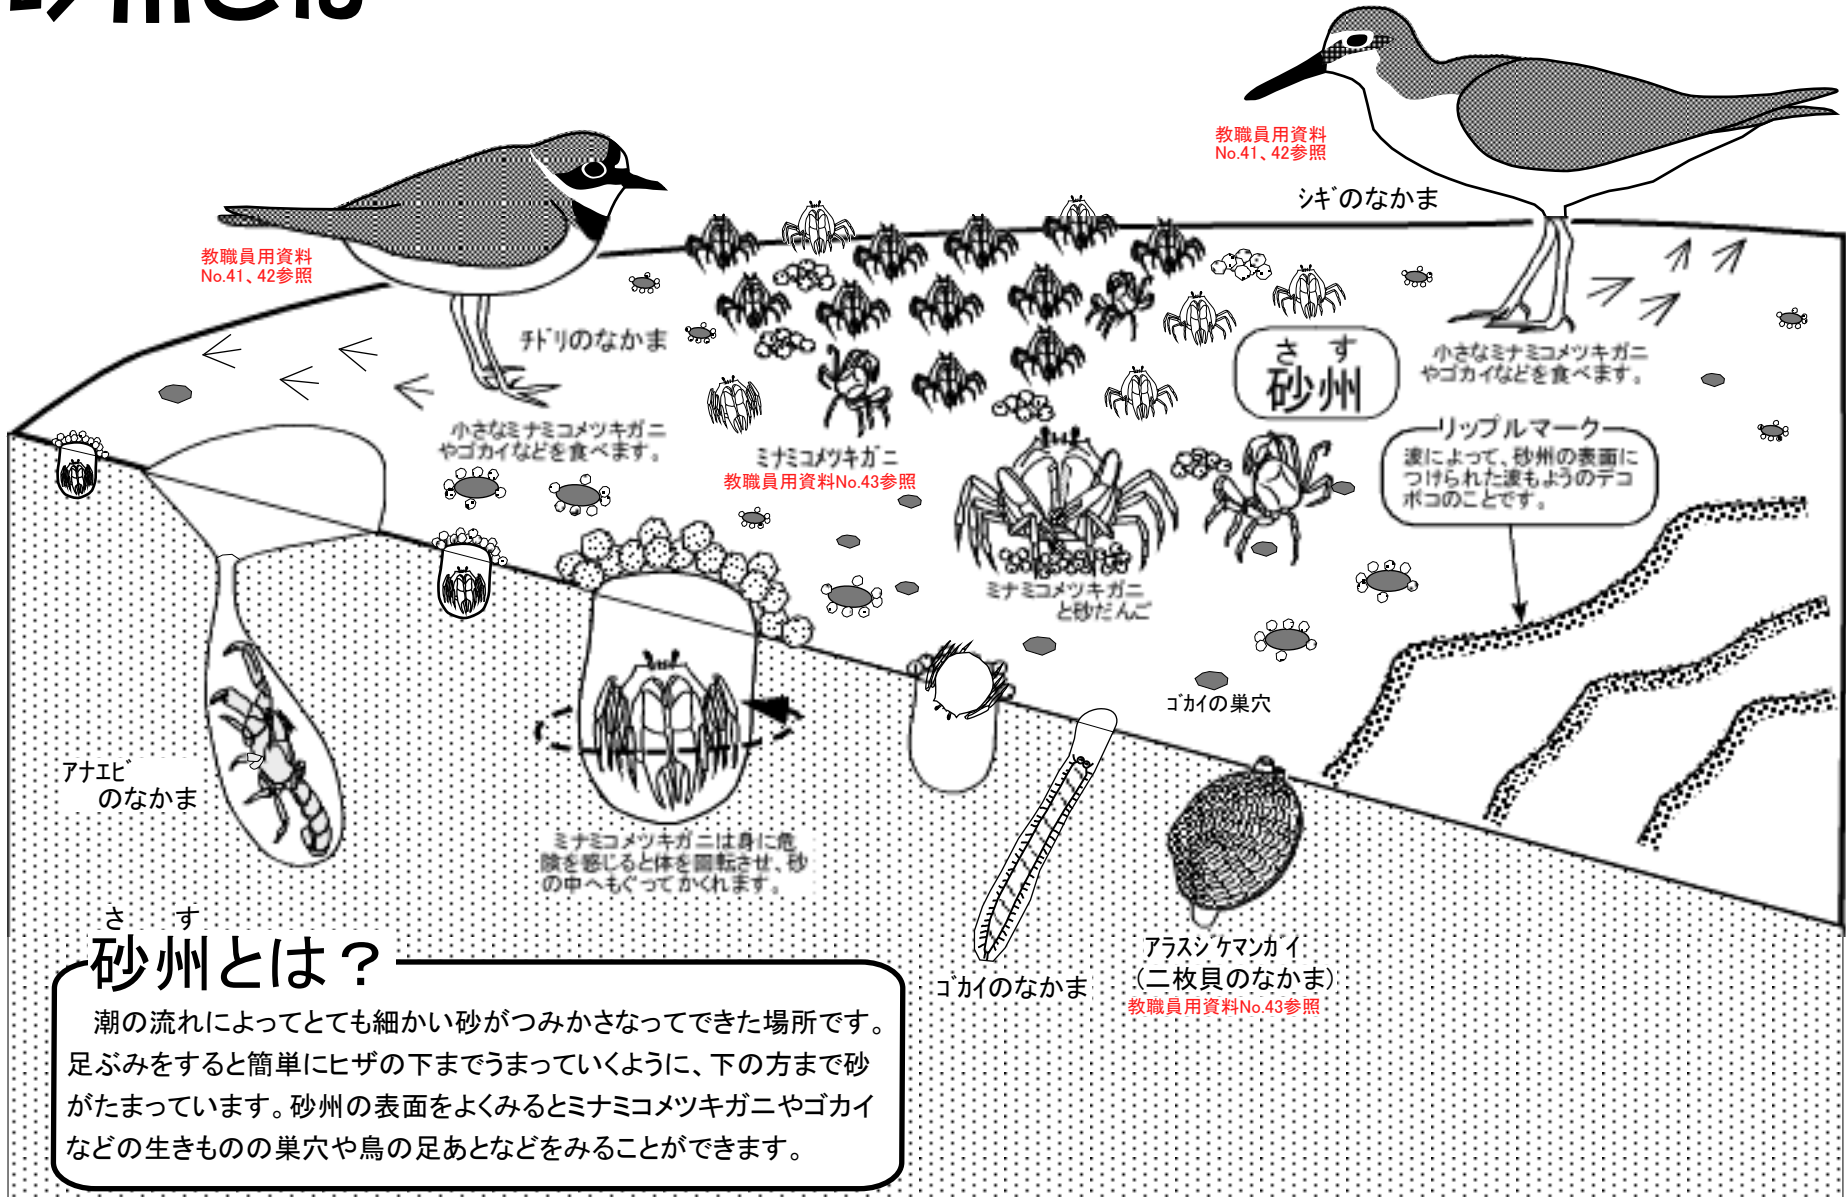 教職員用資料
No.41、42参照
シギのなかま
教職員用資料
No.41、42参照
チドリのなかま
さ す
砂州
小さなミナミコメツキガニ
やゴカイなどを食べます。
小さなミナミコメツキガニ
やゴカイなどを食べます。
ミナミコメツキガニ
教職員用資料No.43参照
リップルマーク
波によって、砂州の表面に
つけられた波もようのデコ
ボコのことです。
ミナミコメツキガニ
と砂だんご
ゴカイの巣穴
アナエビ
のなかま
ミナミコメツキガニは身に危
険を感じると体を回転させ、砂
の中へもぐってかくれます。
ゴカイのなかま
アラスジケマンガイ
(二枚貝のなかま)
教職員用資料No.43参照
さ す
砂州とは？
潮の流れによってとても細かい砂がつみかさなってできた場所です。
足ぶみをすると簡単にヒザの下までうまっていくように、下の方まで砂
がたまっています。砂州の表面をよくみるとミナミコメツキガニやゴカイ
などの生きものの巣穴や鳥の足あとなどをみることができます。